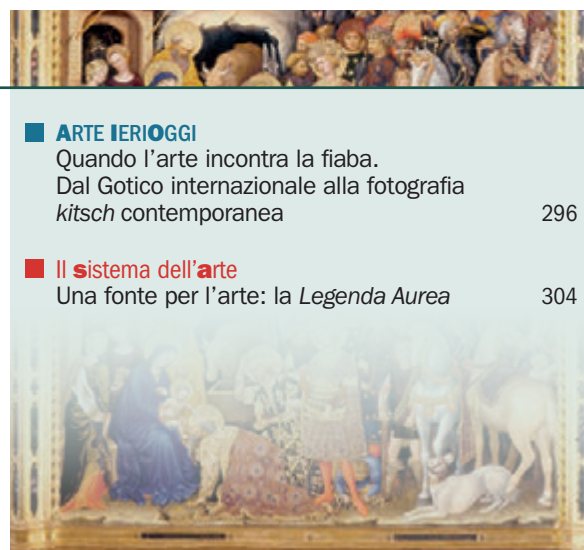 ARTE IERIOGGI
Quando l'arte incontra la fiaba.
Dal Gotico internazionale alla fotografia
kitsch contemporanea 296
Il sistema dell'arte
Una fonte per l'arte: la Legenda Aurea 304